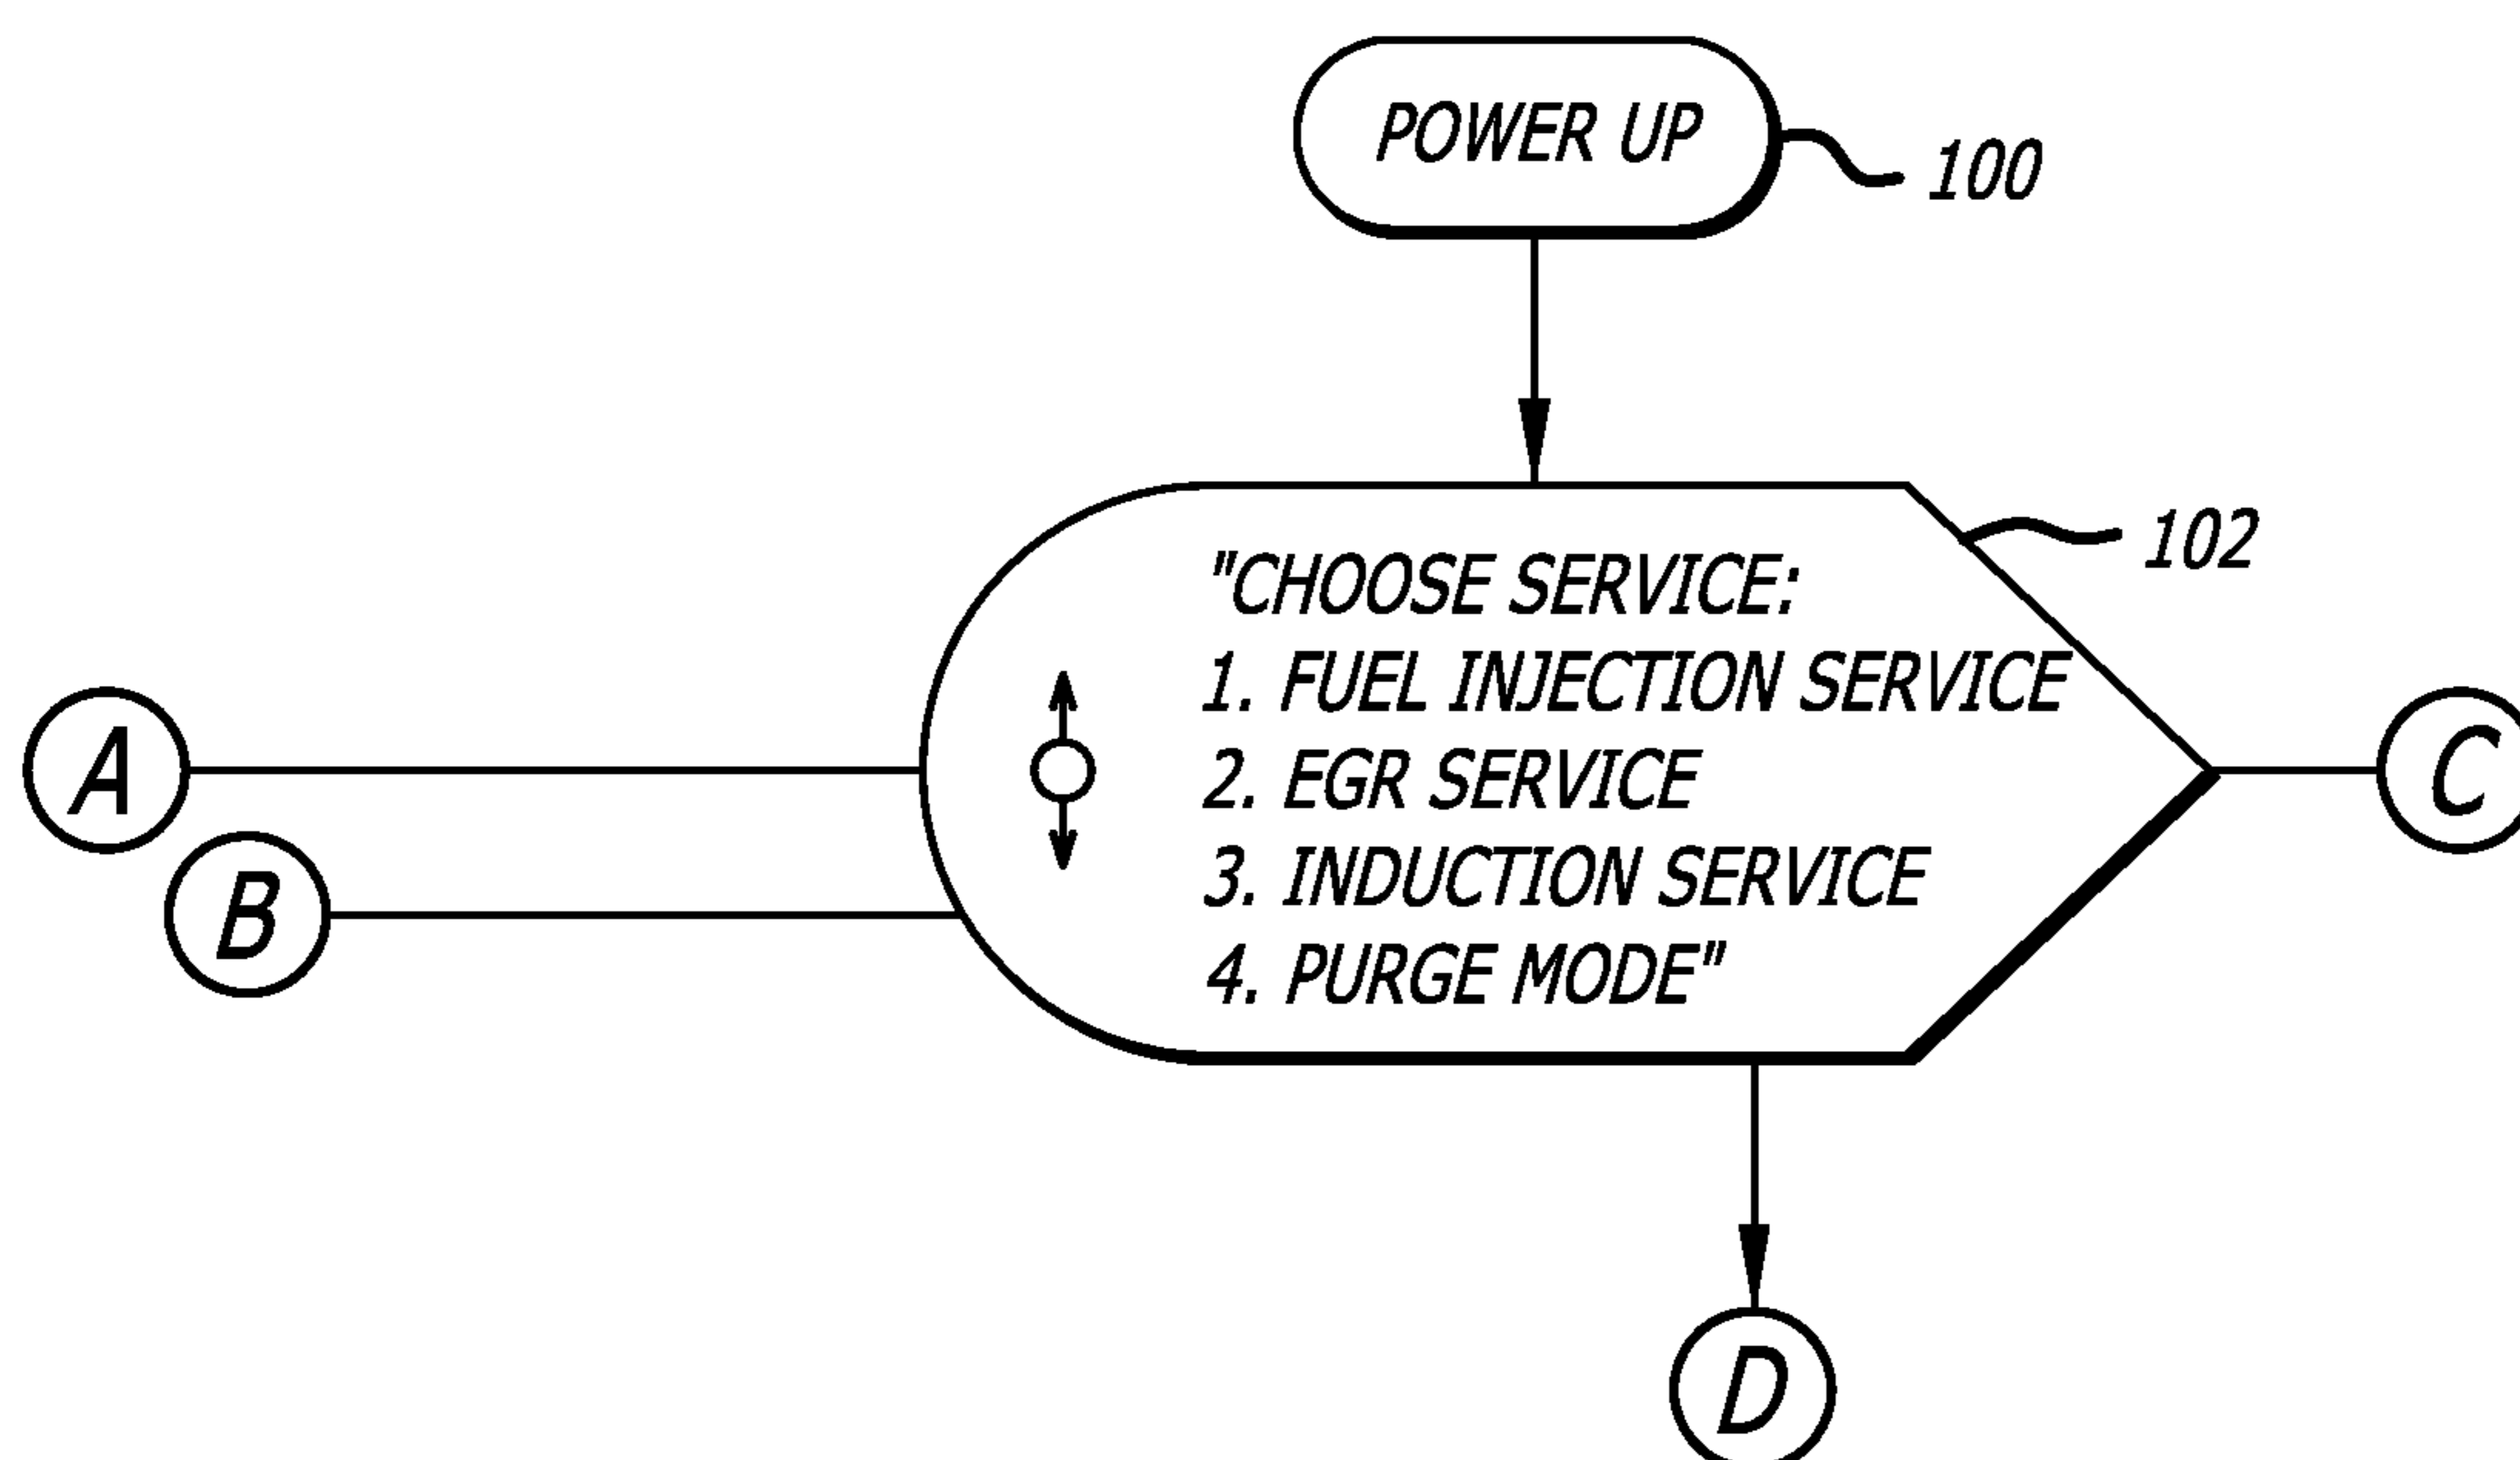 POWER UP
100
102
"CHOOSE SERVICE:
1. FUEL INJECTION SERVICE
2. EGR SERVICE
3. INDUCTION SERVICE
4. PURGE MODE"
A
B
C
D